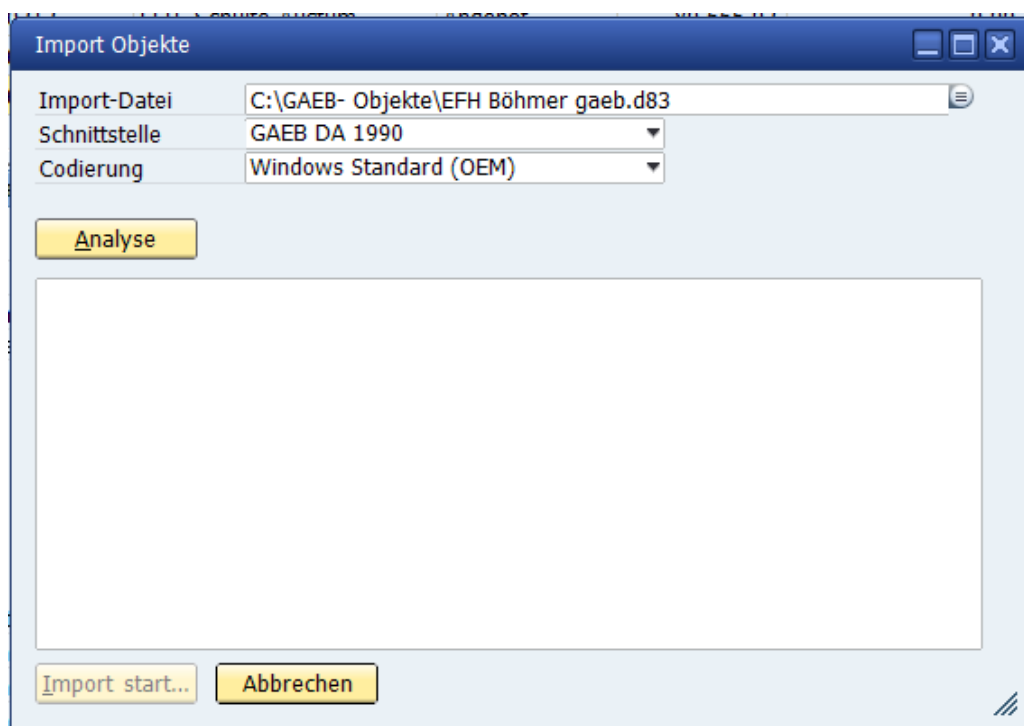 Import Objekte
Import-Datei C:\GAEB- Objekte\EFH Böhmer gaeb.d83
Schnittstelle GAEB DA 1990
Codierung Windows Standard (OEM)
Analyse
Import start...
Abbrechen